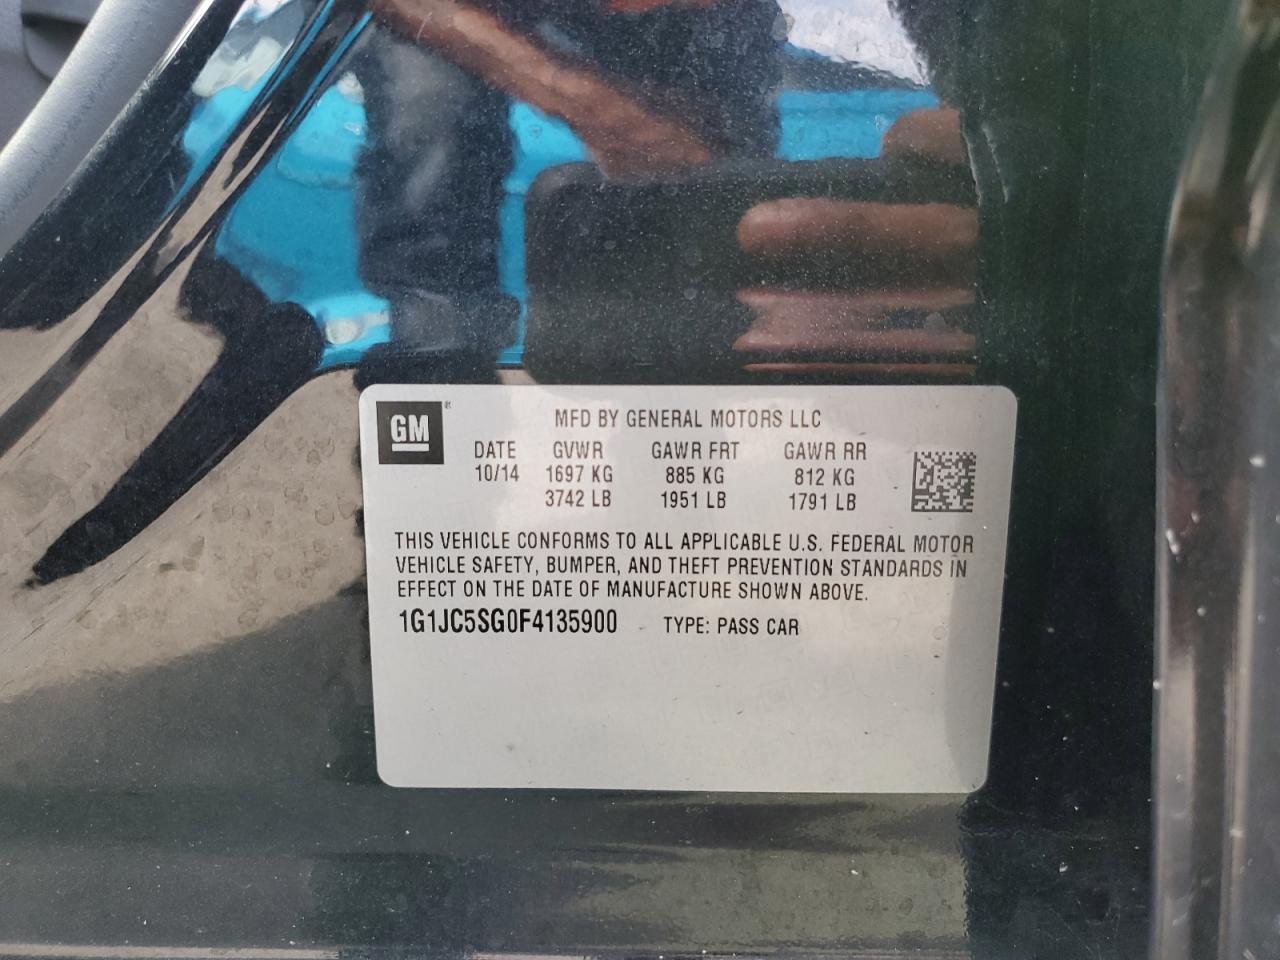 GM ®
MFD BY GENERAL MOTORS LLC
DATE GVWR GAWR FRT GAWR RR
10/14 1697 KG 885 KG 812 KG
3742 LB 1951 LB 1791 LB
THIS VEHICLE CONFORMS TO ALL APPLICABLE U.S. FEDERAL MOTOR
VEHICLE SAFETY, BUMPER, AND THEFT PREVENTION STANDARDS IN
EFFECT ON THE DATE OF MANUFACTURE SHOWN ABOVE.
1G1JC5SG0F4135900 TYPE: PASS CAR